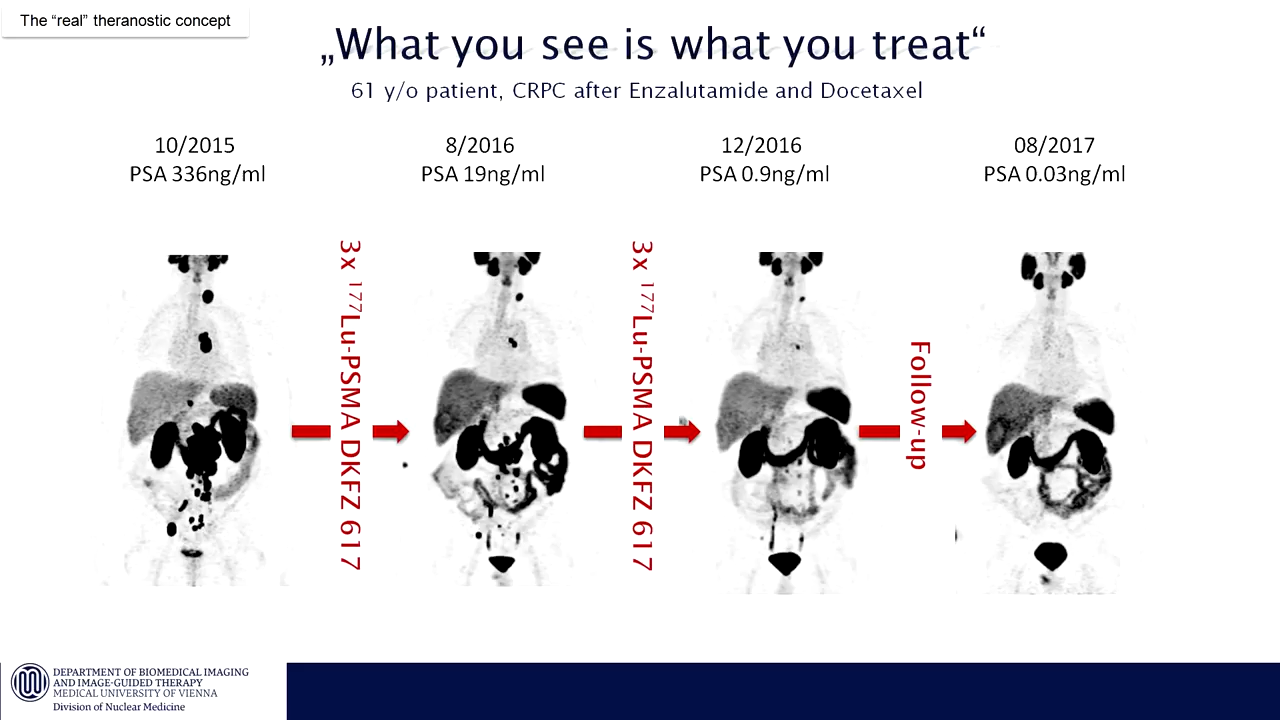 The “real” theranostic concept
„What you see is what you treat“
61 y/o patient, CRPC after Enzalutamide and Docetaxel
10/2015
PSA 336ng/ml
8/2016
PSA 19ng/ml
12/2016
PSA 0.9ng/ml
08/2017
PSA 0.03ng/ml
3x ¹⁷⁷Lu-PSMA DKFZ 617
3x ¹⁷⁷Lu-PSMA DKFZ 617
Follow-up
DEPARTMENT OF BIOMEDICAL IMAGING
AND IMAGE-GUIDED THERAPY
MEDICAL UNIVERSITY OF VIENNA
Division of Nuclear Medicine